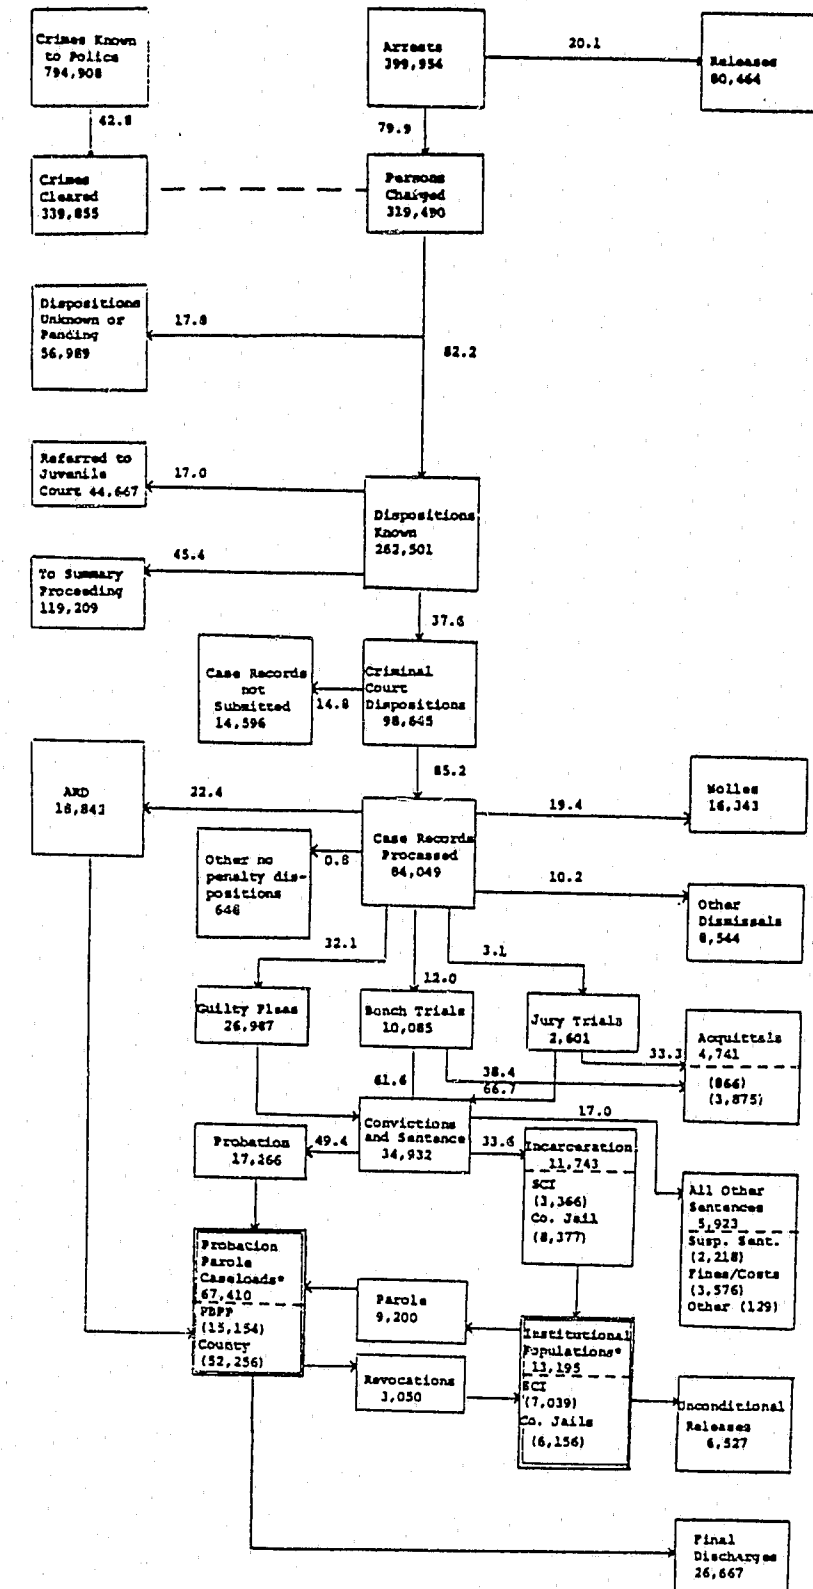 Crimes Known
to Police
794,908
Arrests
399,954
20.1
Releases
80,464
42.8
79.9
Crimes
Cleared
339,855
Persons
Charged
319,490
Dispositions
Unknown or
Pending
56,989
17.8
82.2
Referred to
Juvenile
Court 44,667
17.0
Dispositions
Known
262,501
45.4
To Summary
Proceeding
119,209
37.6
Case Records
not
Submitted
14,596
14.8
Criminal
Court
Dispositions
98,645
85.2
ARD
18,842
22.4
Case Records
Processed
84,049
19.4
Nolles
16,343
Other no
penalty dis-
positions
646
0.8
10.2
Other
Dismissals
8,544
32.1
12.0
3.1
Guilty Pleas
26,987
Bench Trials
10,085
Jury Trials
2,601
33.3
Acquittals
4,741
(866)
(3,875)
61.6
38.4
66.7
17.0
Convictions
and Sentence
34,932
Probation
17,266
49.4
33.6
Incarceration
11,743
SCI
(3,366)
Co. Jail
(8,377)
All Other
Sentences
5,923
Susp. Sent.
(2,218)
Fines/Costs
(3,576)
Other (129)
Probation
Parole
Caseloads*
67,410
PBPP
(15,154)
County
(52,256)
Parole
9,200
Revocations
3,050
Institutional
Populations*
13,195
SCI
(7,039)
Co. Jails
(6,156)
Unconditional
Releases
6,527
Final
Discharges
26,667